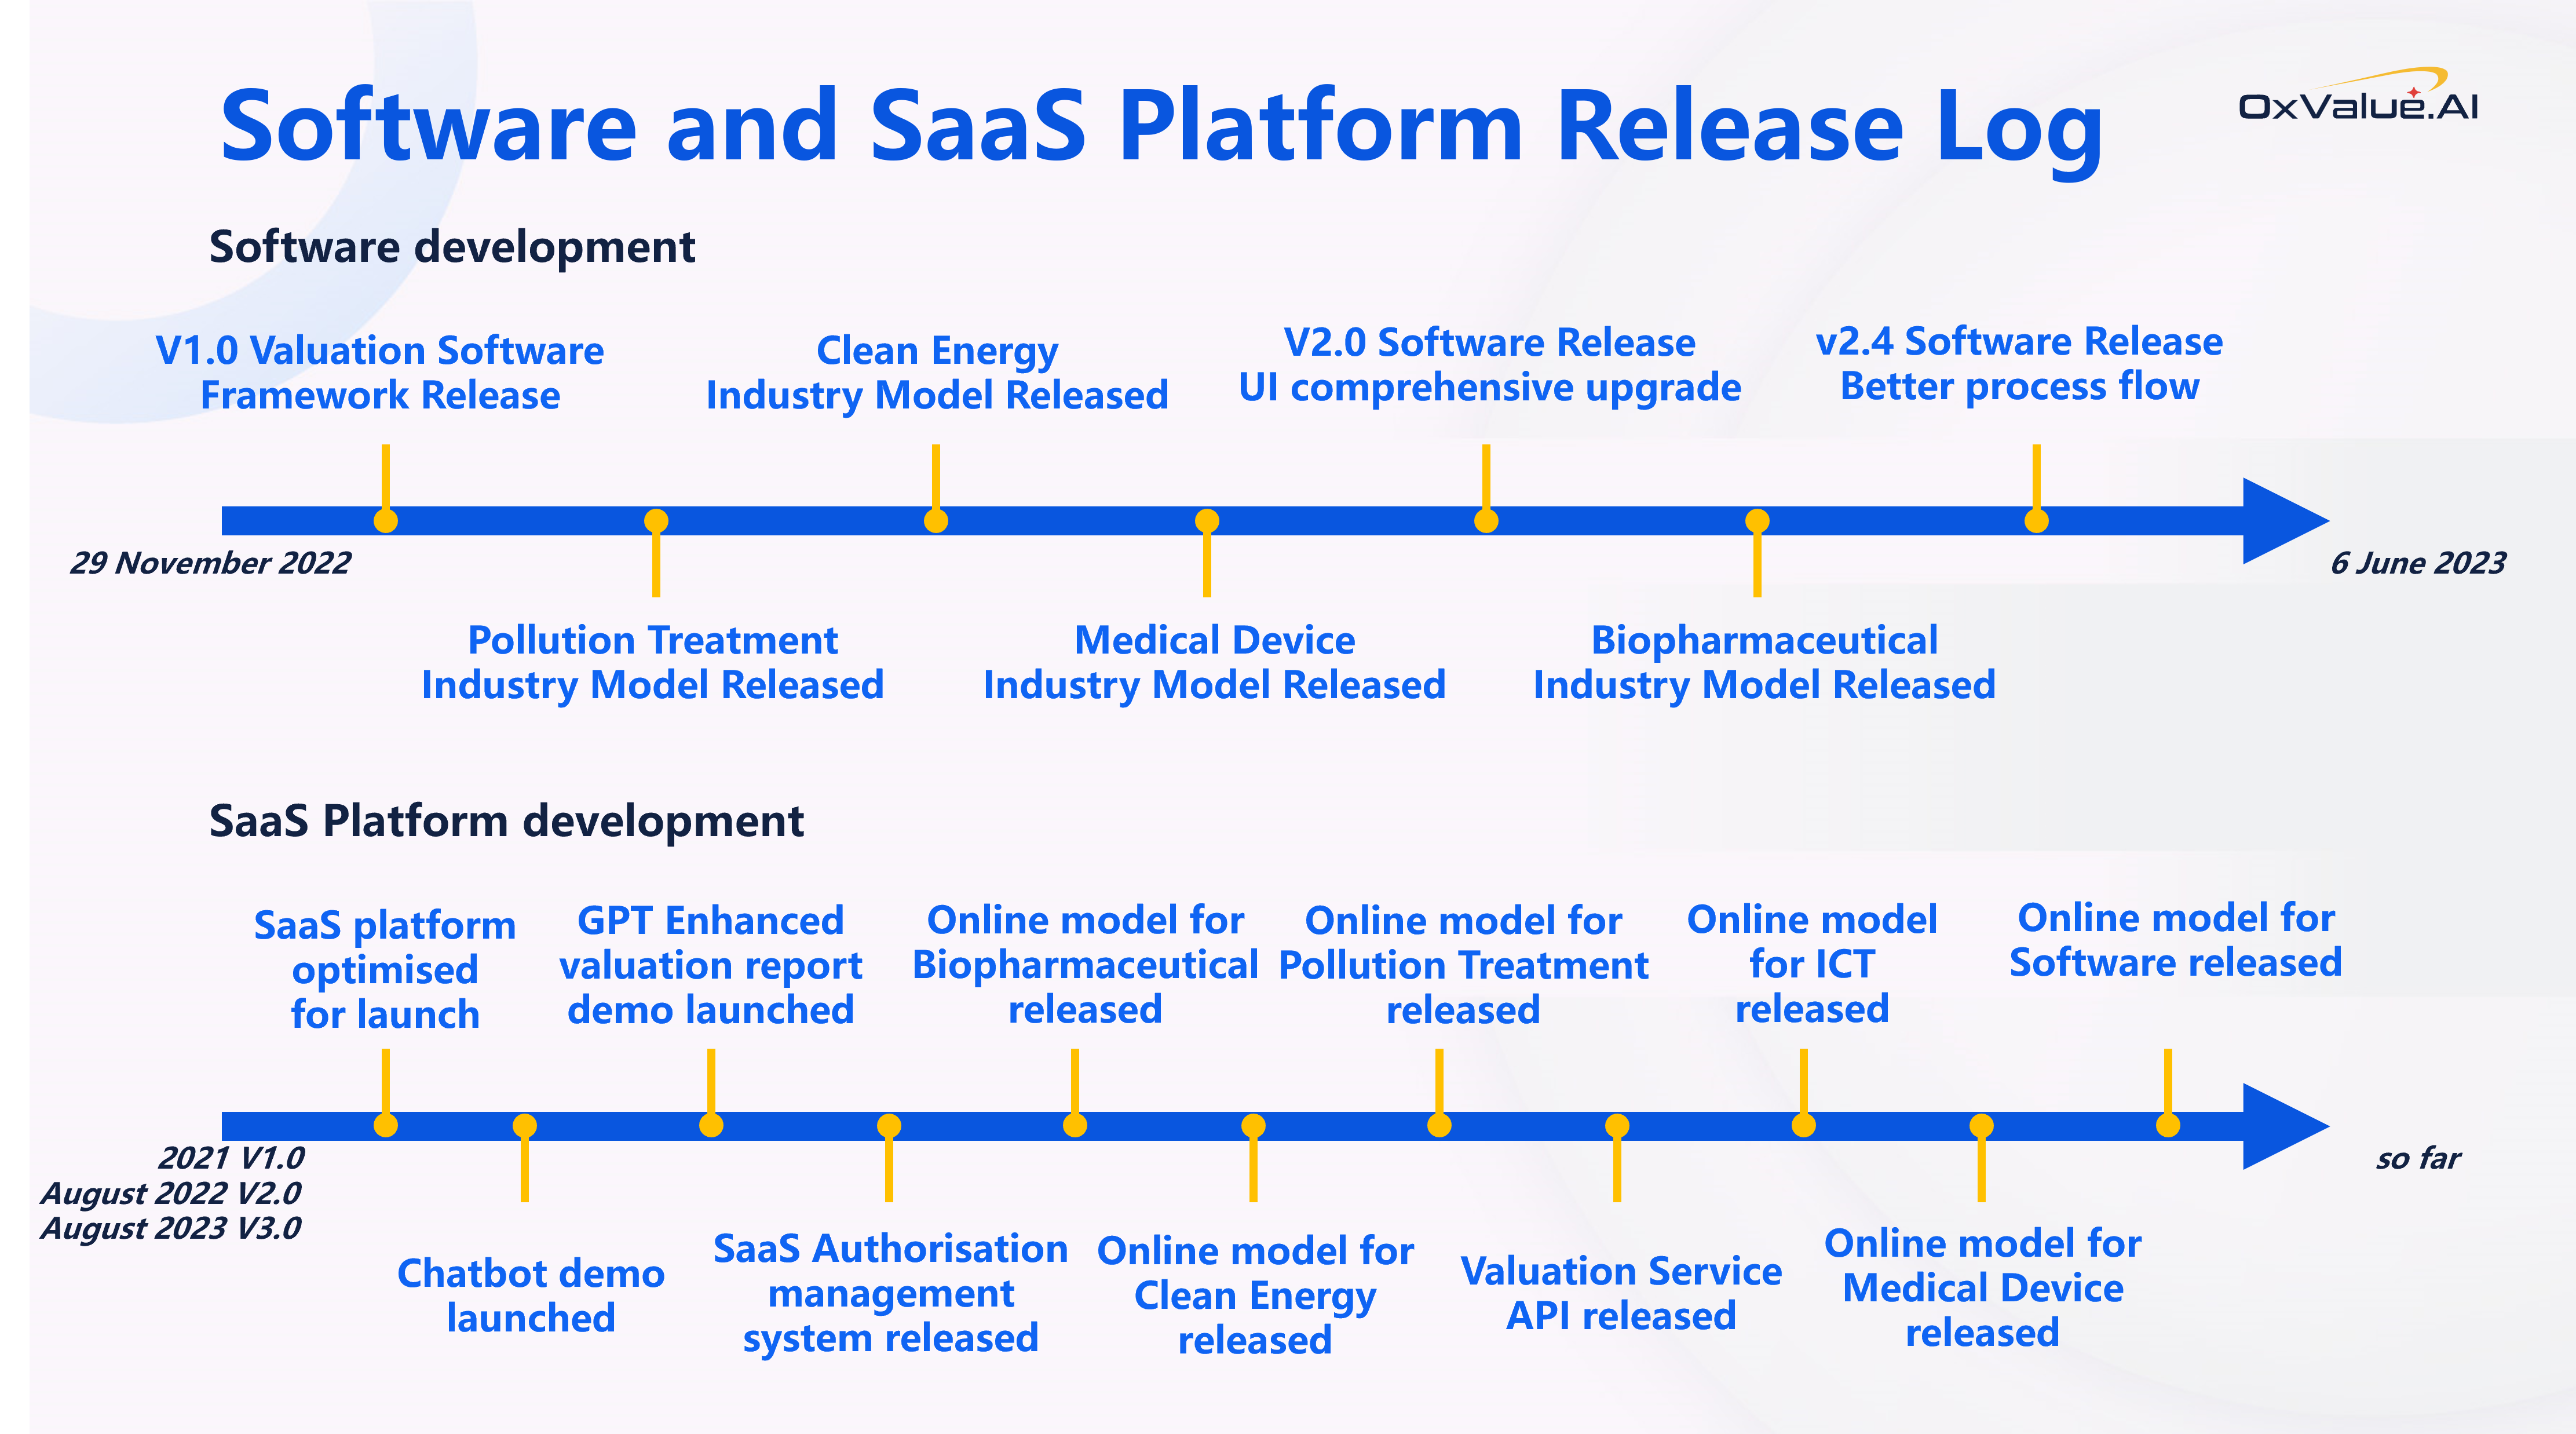 Software and SaaS Platform Release Log
OxValue.AI
Software development
V1.0 Valuation Software
Framework Release
Clean Energy
Industry Model Released
V2.0 Software Release
UI comprehensive upgrade
v2.4 Software Release
Better process flow
29 November 2022
6 June 2023
Pollution Treatment
Industry Model Released
Medical Device
Industry Model Released
Biopharmaceutical
Industry Model Released
SaaS Platform development
SaaS platform
optimised
for launch
GPT Enhanced
valuation report
demo launched
Online model for
Biopharmaceutical
released
Online model for
Pollution Treatment
released
Online model
for ICT
released
Online model for
Software released
2021 V1.0
August 2022 V2.0
August 2023 V3.0
so far
Chatbot demo
launched
SaaS Authorisation
management
system released
Online model for
Clean Energy
released
Valuation Service
API released
Online model for
Medical Device
released